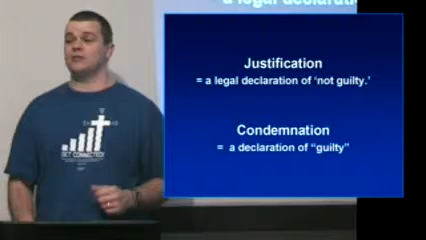 a legal declaration
Justification
= a legal declaration of ‘not guilty.’
Condemnation
= a declaration of “guilty”
GET CONNECTED